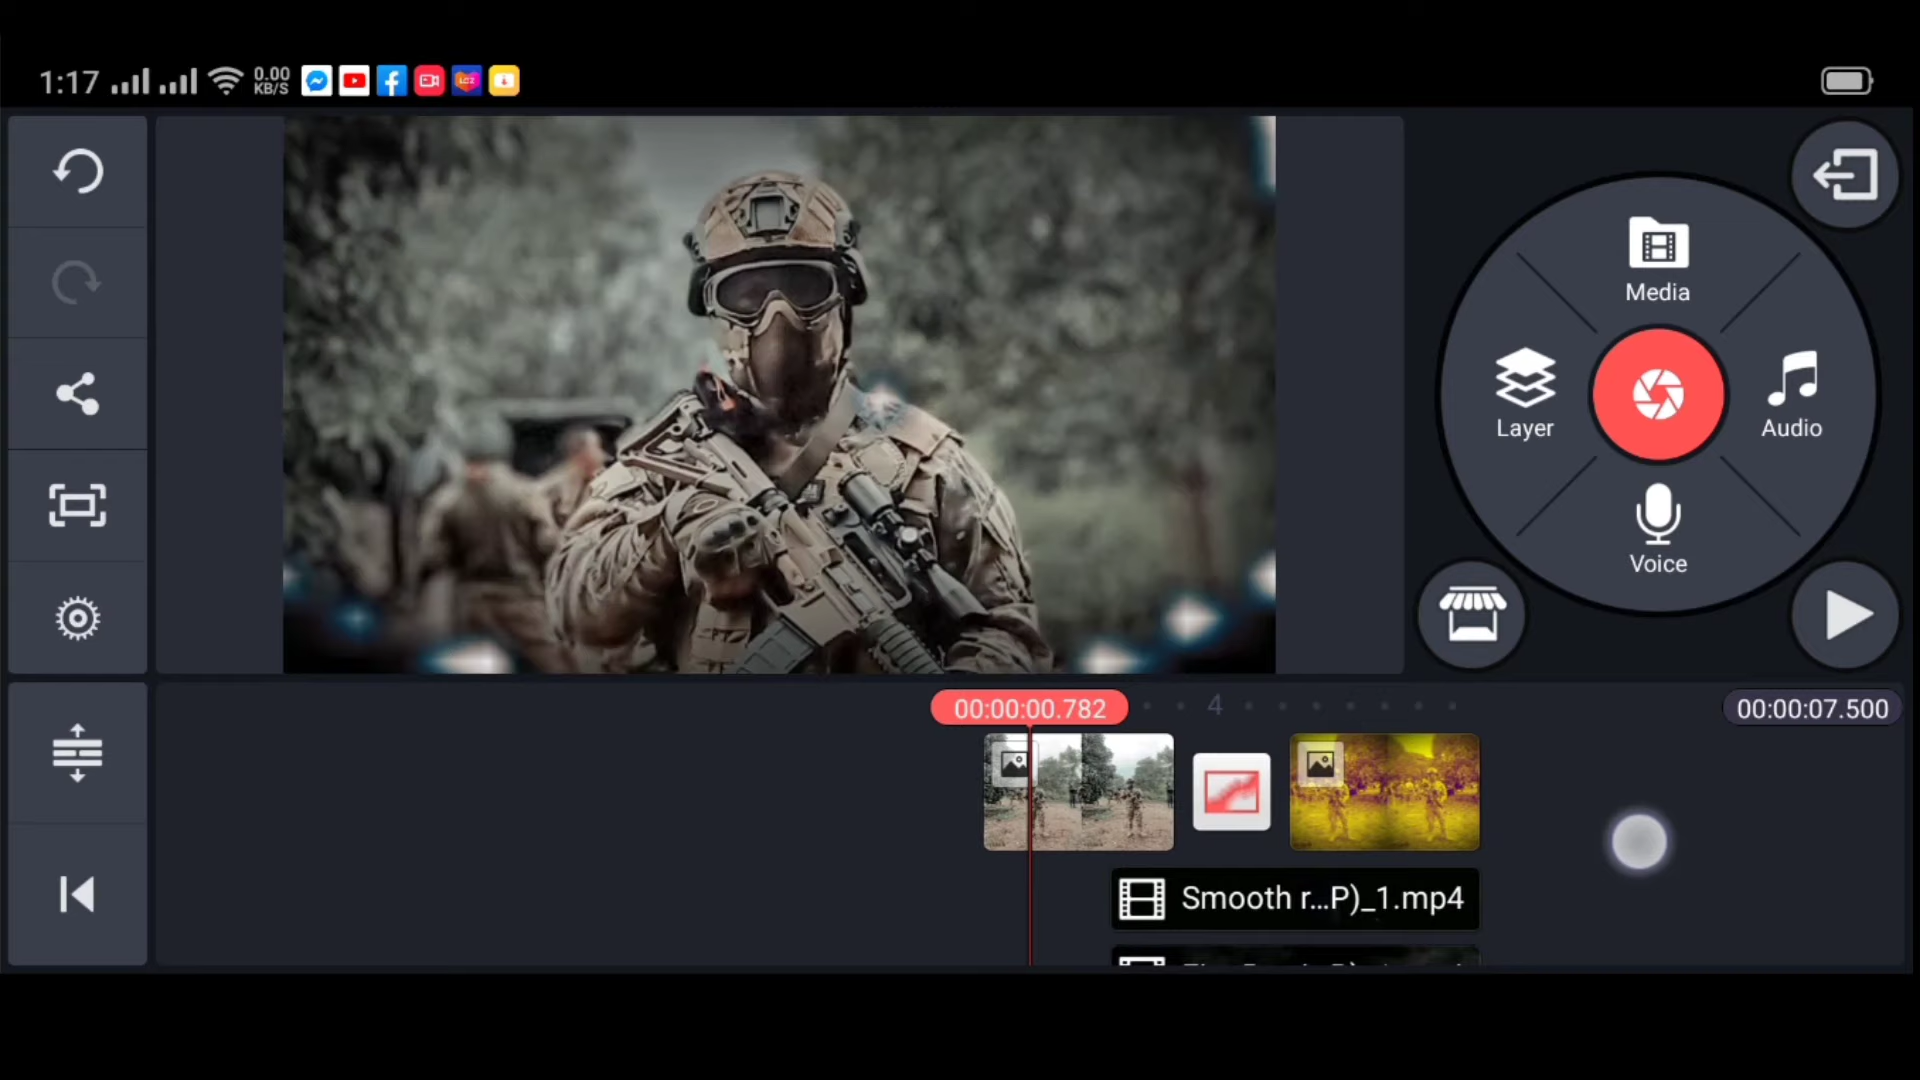 1:17 0.00
KB/S
Media
Layer
Audio
Voice
00:00:00.782
4
00:00:07.500
Smooth r...P)_1.mp4